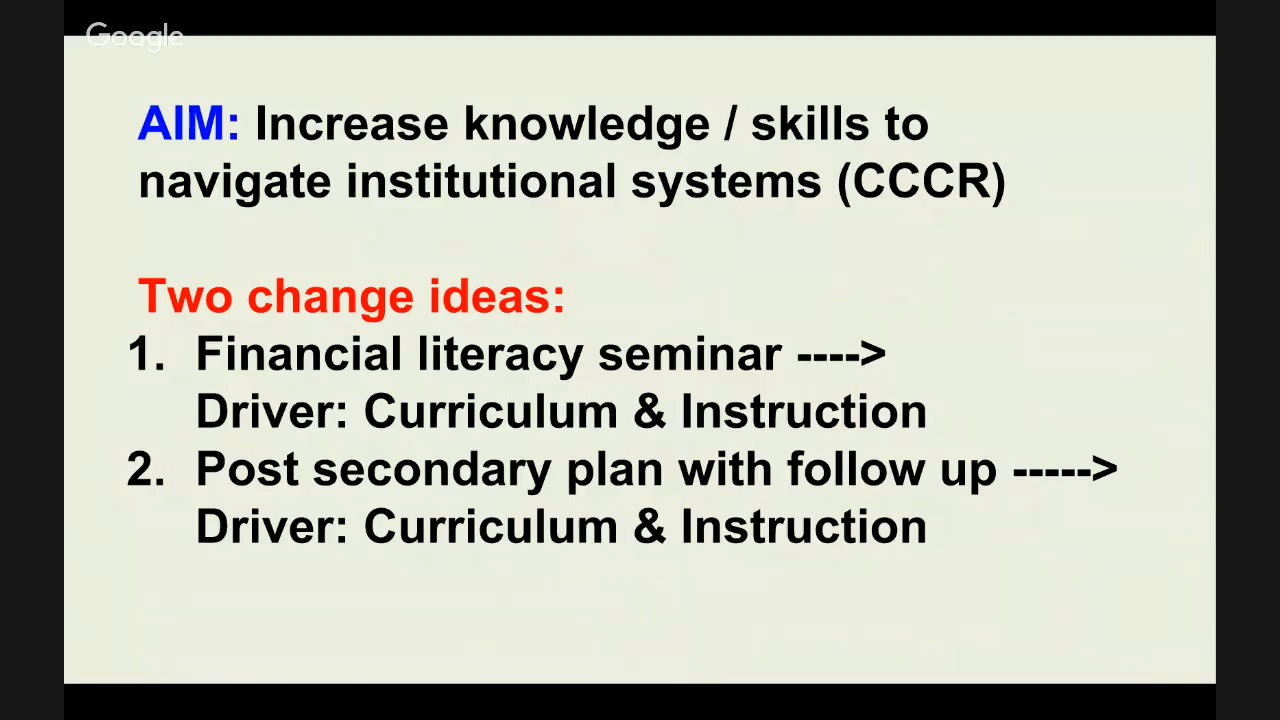 Google
AIM: Increase knowledge / skills to
navigate institutional systems (CCCR)
Two change ideas:
1. Financial literacy seminar ---->
Driver: Curriculum & Instruction
2. Post secondary plan with follow up ----->
Driver: Curriculum & Instruction